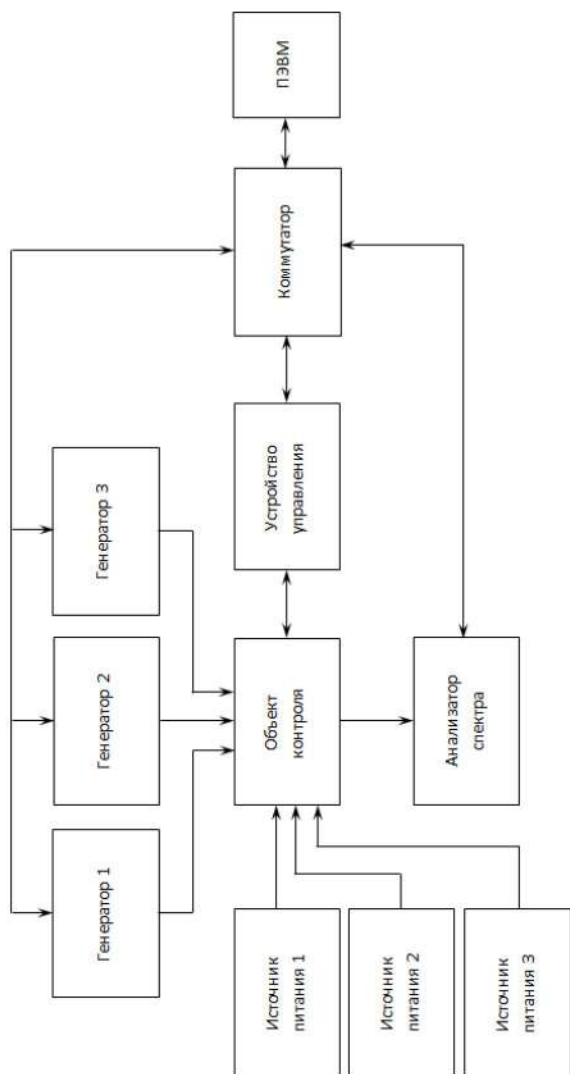 Генератор 1
Генератор 2
Генератор 3
Источник
питания 1
Источник
питания 2
Источник
питания 3
Объект
контроля
Устройство
управления
Коммутатор
ПЭВМ
Анализатор
спектра